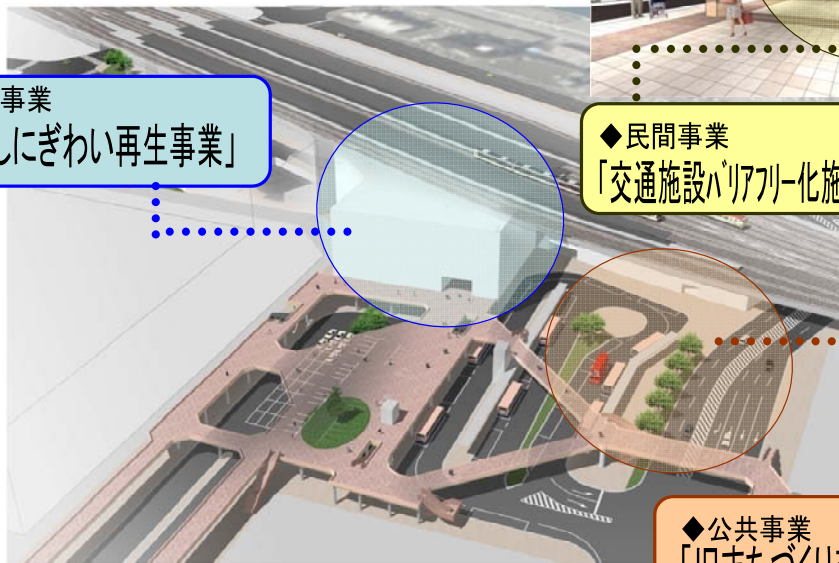 事業
しにぎわい再生事業」
◆民間事業
「交通施設バリアフリー化施
◆公共事業